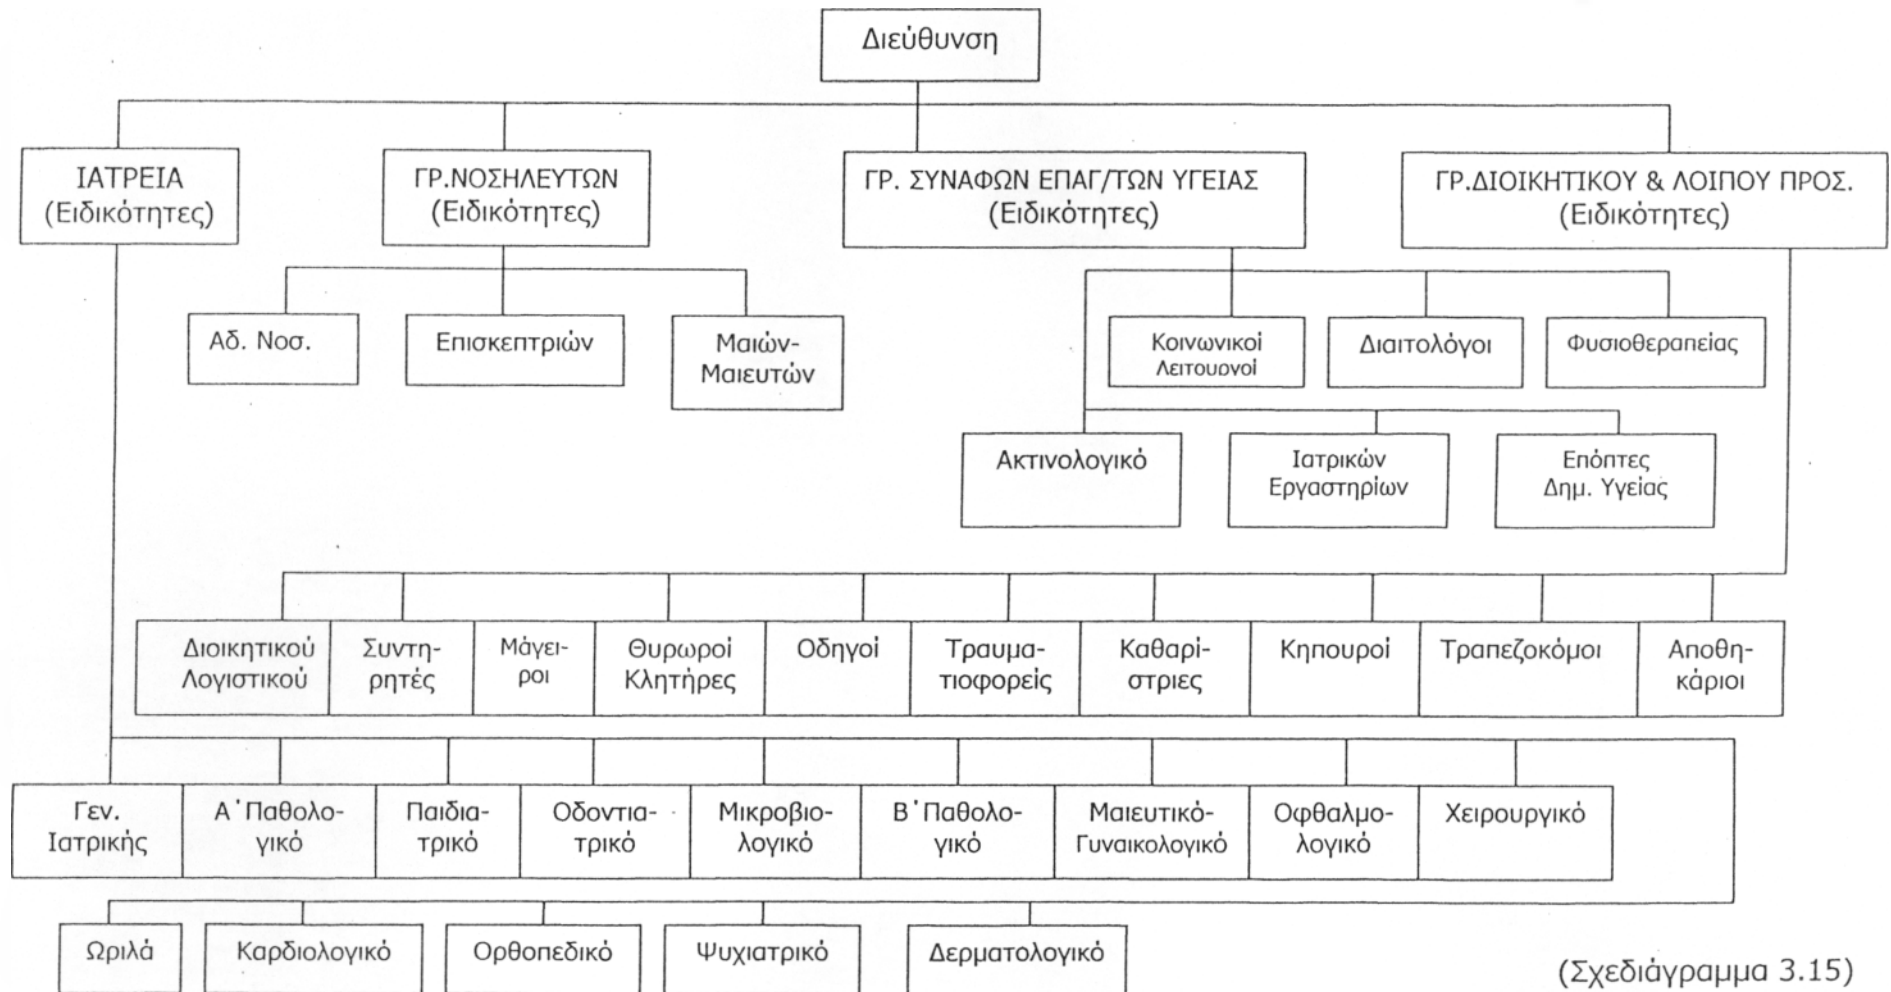 Διεύθυνση
ΙΑΤΡΕΙΑ
(Ειδικότητες)
ΓΡ.ΝΟΣΗΛΕΥΤΩΝ
(Ειδικότητες)
ΓΡ. ΣΥΝΑΦΩΝ ΕΠΑΓ/ΤΩΝ ΥΓΕΙΑΣ
(Ειδικότητες)
ΓΡ.ΔΙΟΙΚΗΤΙΚΟΥ & ΛΟΙΠΟΥ ΠΡΟΣ.
(Ειδικότητες)
Αδ. Νοσ.
Επισκεπτριών
Μαιών-
Μαιευτών
Κοινωνικοί
Λειτουργοί
Διαιτολόγοι
Φυσιοθεραπείας
Ακτινολογικό
Ιατρικών
Εργαστηρίων
Επόπτες
Δημ. Υγείας
Διοικητικού
Λογιστικού
Συντη-
ρητές
Μάγει-
ροι
Θυρωροί
Κλητήρες
Οδηγοί
Τραυμα-
τιοφορείς
Καθαρί-
στριες
Κηπουροί
Τραπεζοκόμοι
Αποθη-
κάριοι
Γεν.
Ιατρικής
Α΄Παθολο-
γικό
Παιδια-
τρικό
Οδοντια-
τρικό
Μικροβιο-
λογικό
Β΄Παθολο-
γικό
Μαιευτικό-
Γυναικολογικό
Οφθαλμο-
λογικό
Χειρουργικό
Ωριλά
Καρδιολογικό
Ορθοπεδικό
Ψυχιατρικό
Δερματολογικό
(Σχεδιάγραμμα 3.15)